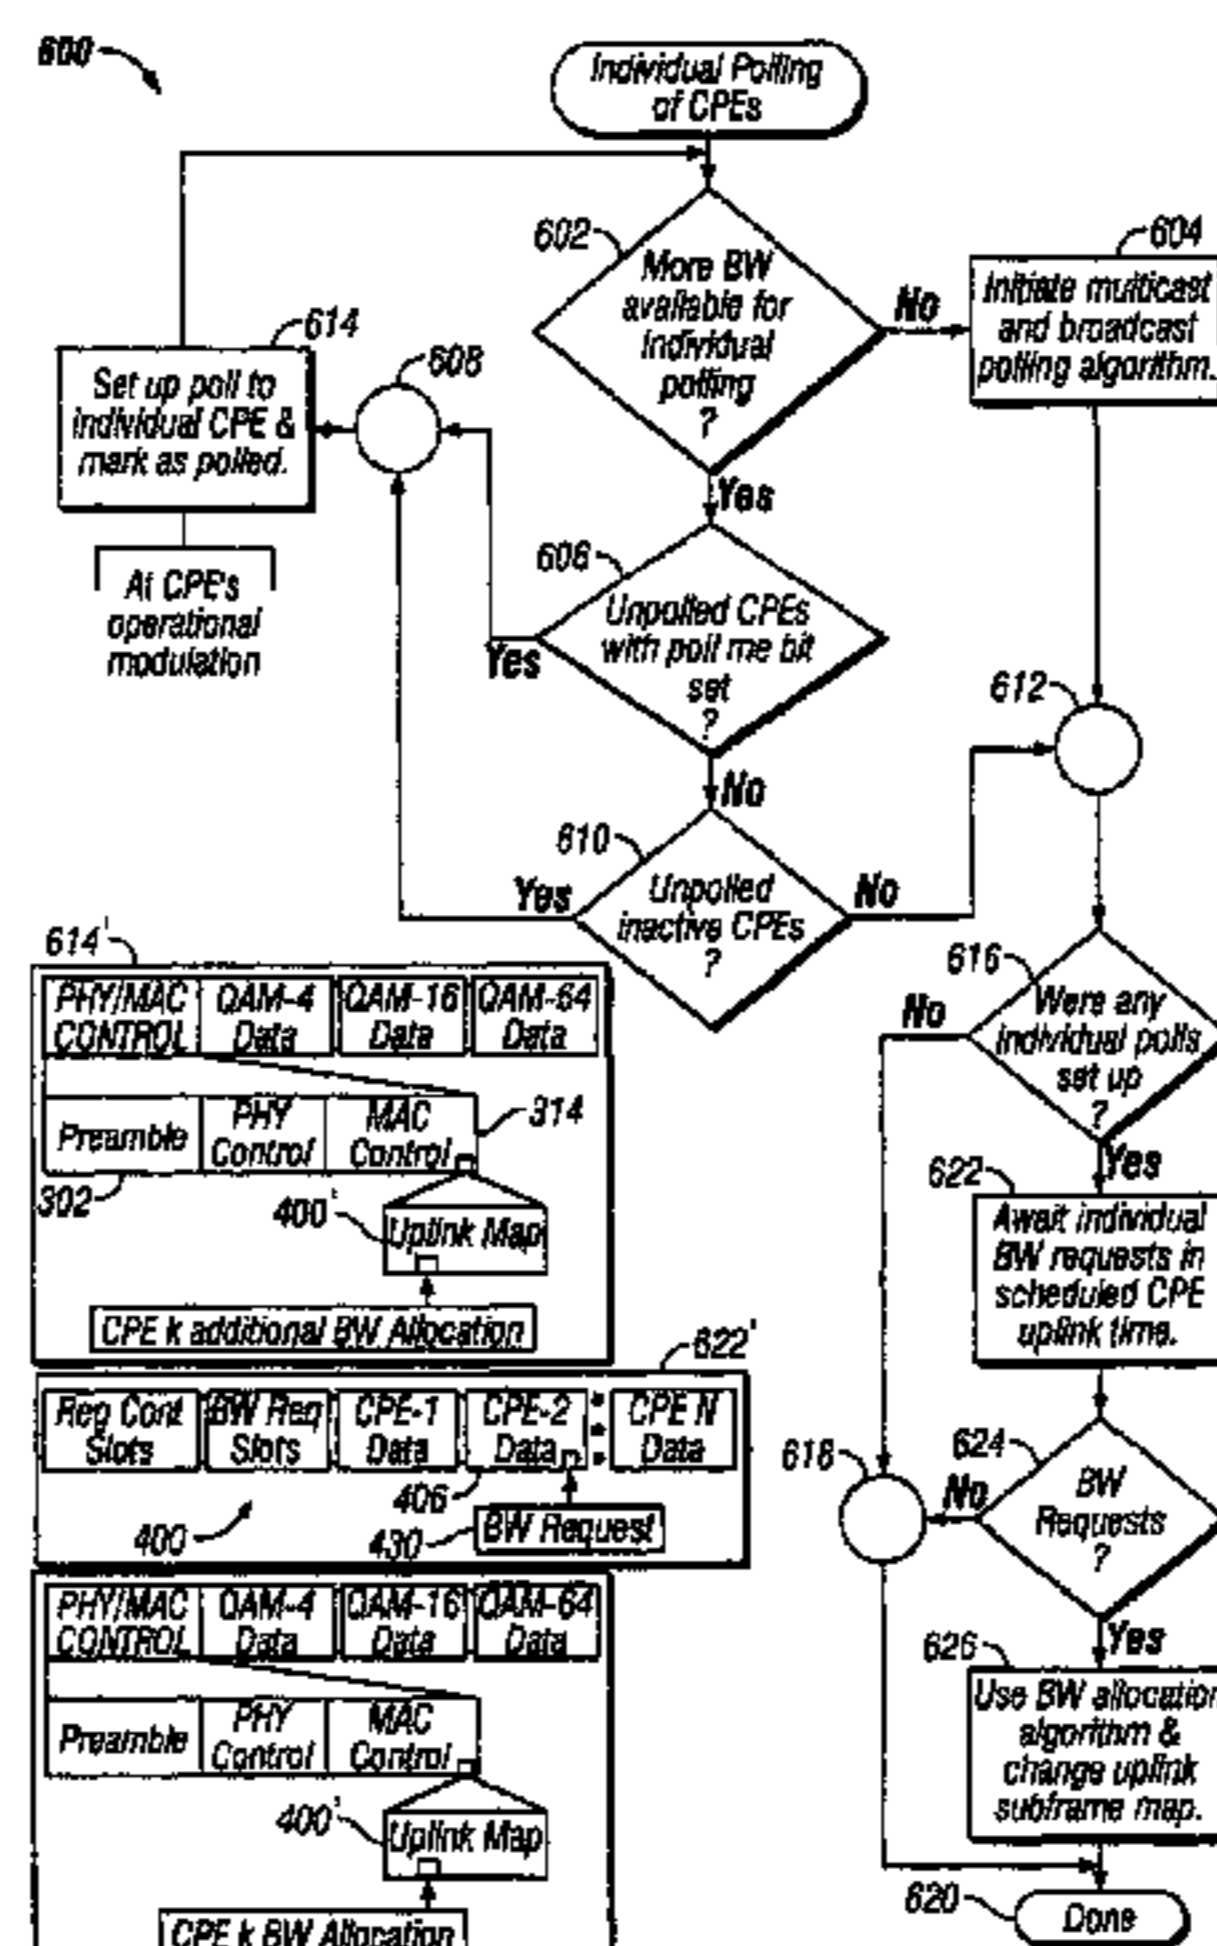 600
Individual Polling
of CPEs
602
More BW
available for
individual
polling
?
No
604
Initiate multicast
and broadcast
polling algorithm.
614
Set up poll to
individual CPE &
mark as polled.
608
Yes
At CPE's
operational
modulation
606
Unpolled CPEs
with poll me bit
set
?
Yes
612
No
610
Unpolled
inactive CPEs
?
Yes
No
616
Were any
individual polls
set up
?
No
Yes
614'
PHY/MAC
CONTROL
QAM-4
Data
QAM-16
Data
QAM-64
Data
Preamble
PHY
Control
MAC
Control
314
302
400'
Uplink Map
CPE k additional BW Allocation
622
Await individual
BW requests in
scheduled CPE
uplink time.
622'
Reg Cont
Slots
BW Req
Slots
CPE-1
Data
CPE-2
Data
CPE N
Data
406
400
430
BW Request
618
624
BW
Requests
?
No
Yes
PHY/MAC
CONTROL
QAM-4
Data
QAM-16
Data
QAM-64
Data
Preamble
PHY
Control
MAC
Control
400'
Uplink Map
CPE k BW Allocation
626
Use BW allocation
algorithm &
change uplink
subframe map.
620
Done